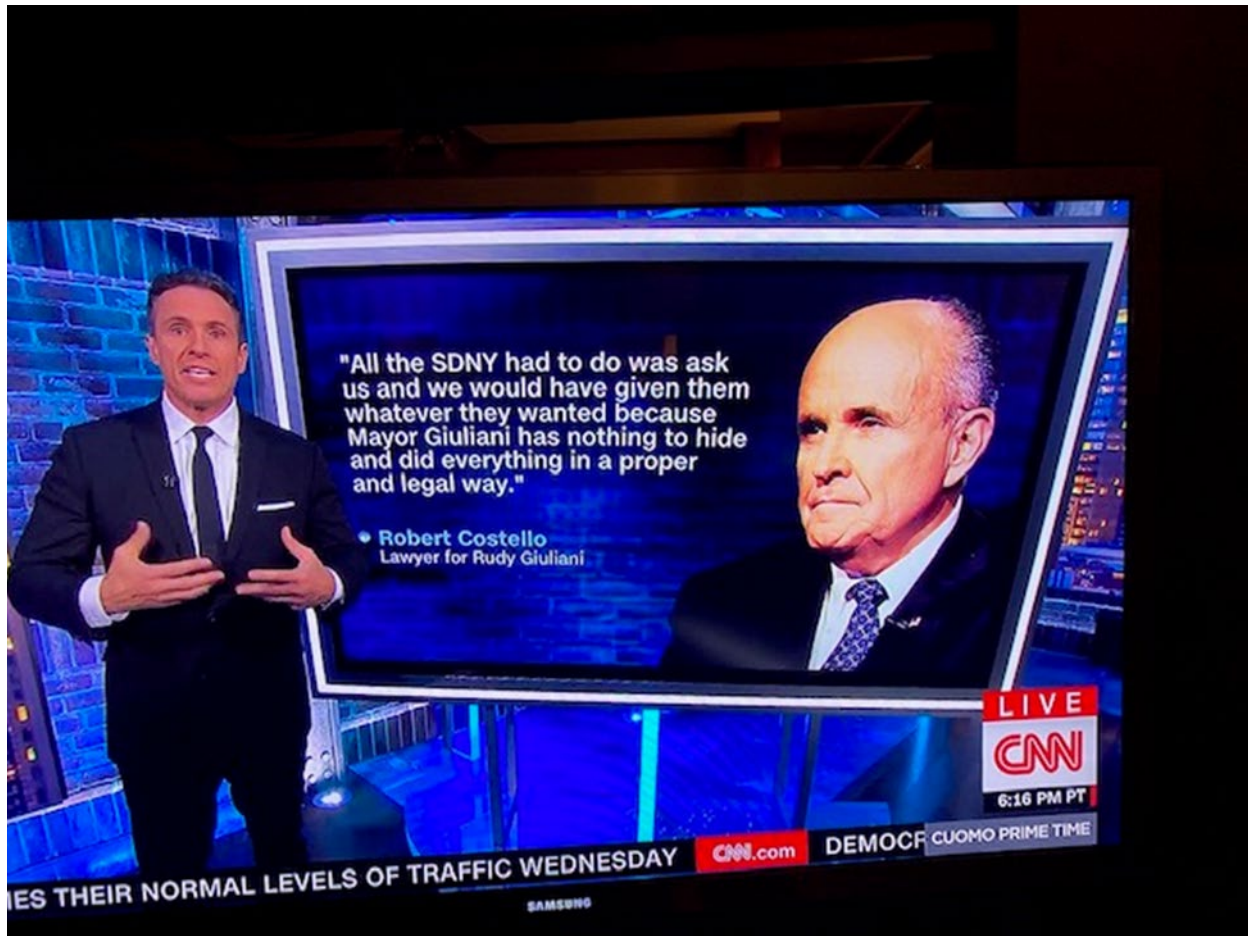 "All the SDNY had to do was ask
us and we would have given them
whatever they wanted because
Mayor Giuliani has nothing to hide
and did everything in a proper
and legal way."
Robert Costello
Lawyer for Rudy Giuliani
LIVE
CNN
6:16 PM PT
CUOMO PRIME TIME
IES THEIR NORMAL LEVELS OF TRAFFIC WEDNESDAY CNN.com DEMOCR
SAMSUNG